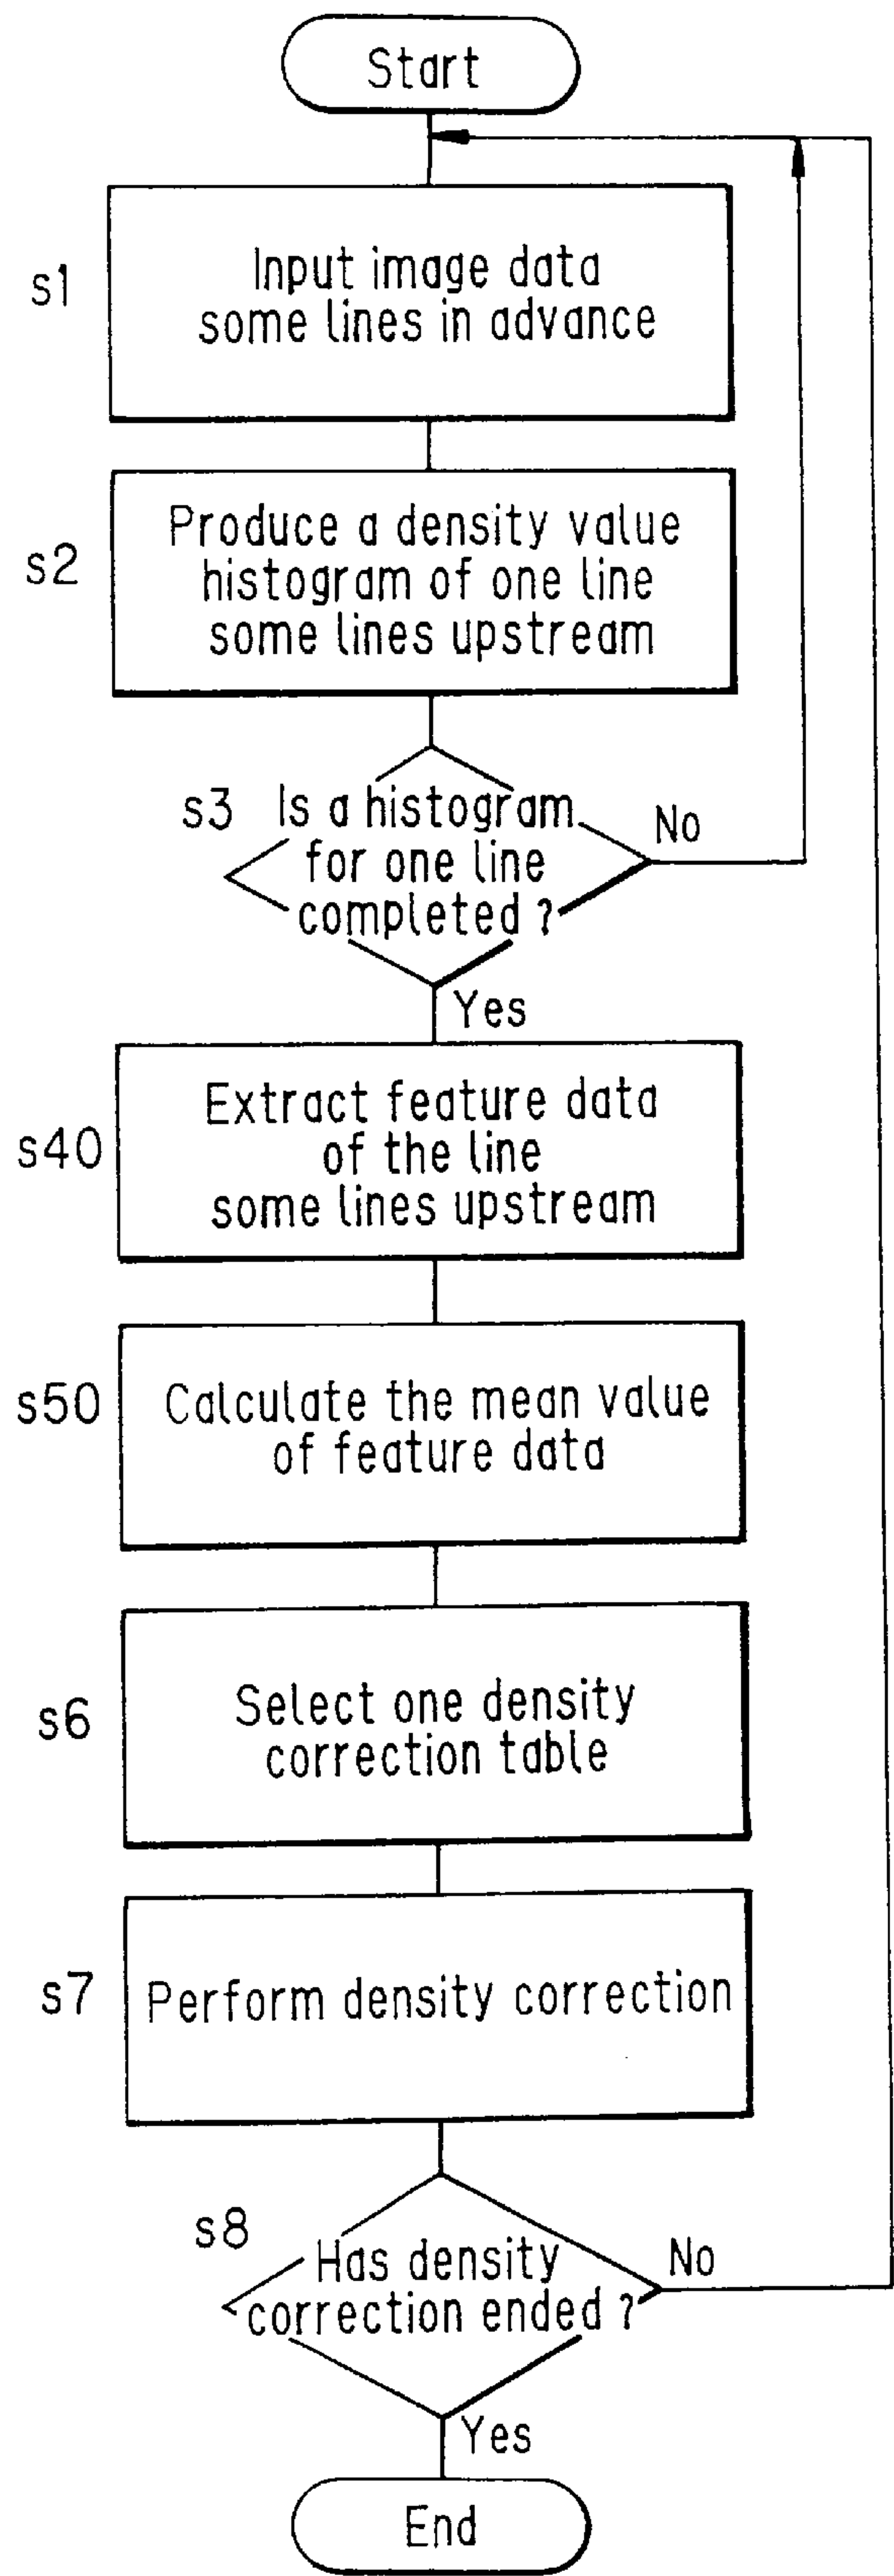 Start
s1
Input image data
some lines in advance
s2
Produce a density value
histogram of one line
some lines upstream
s3
Is a histogram
for one line
completed ?
No
Yes
s40
Extract feature data
of the line
some lines upstream
s50
Calculate the mean value
of feature data
s6
Select one density
correction table
s7
Perform density correction
s8
Has density
correction ended ?
No
Yes
End